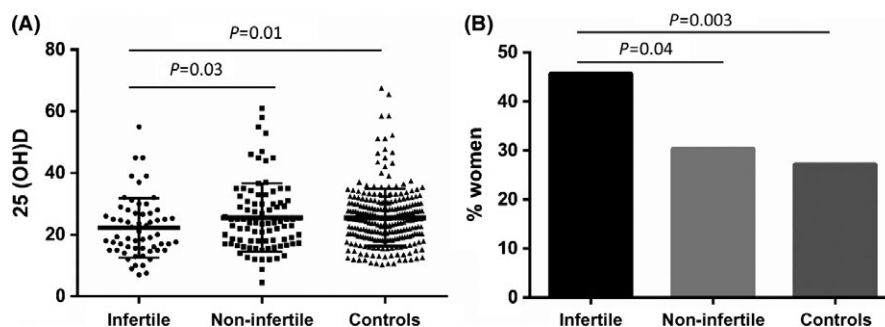 (A)
P=0.01
P=0.03
80
60
40
20
0
25 (OH)D
Infertile Non-infertile Controls
(B)
P=0.003
P=0.04
50
40
30
20
10
0
% women
Infertile Non-infertile Controls